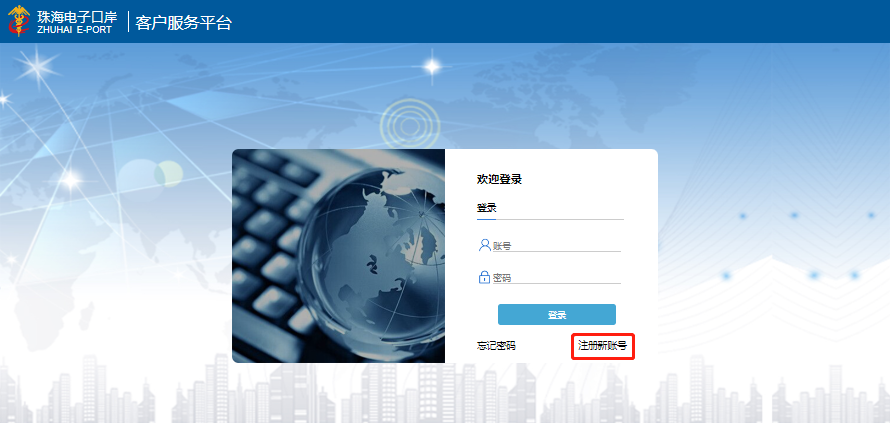 珠海电子口岸
ZHUHAI E-PORT
客户服务平台
欢迎登录
登录
账号
密码
登录
忘记密码
注册新账号